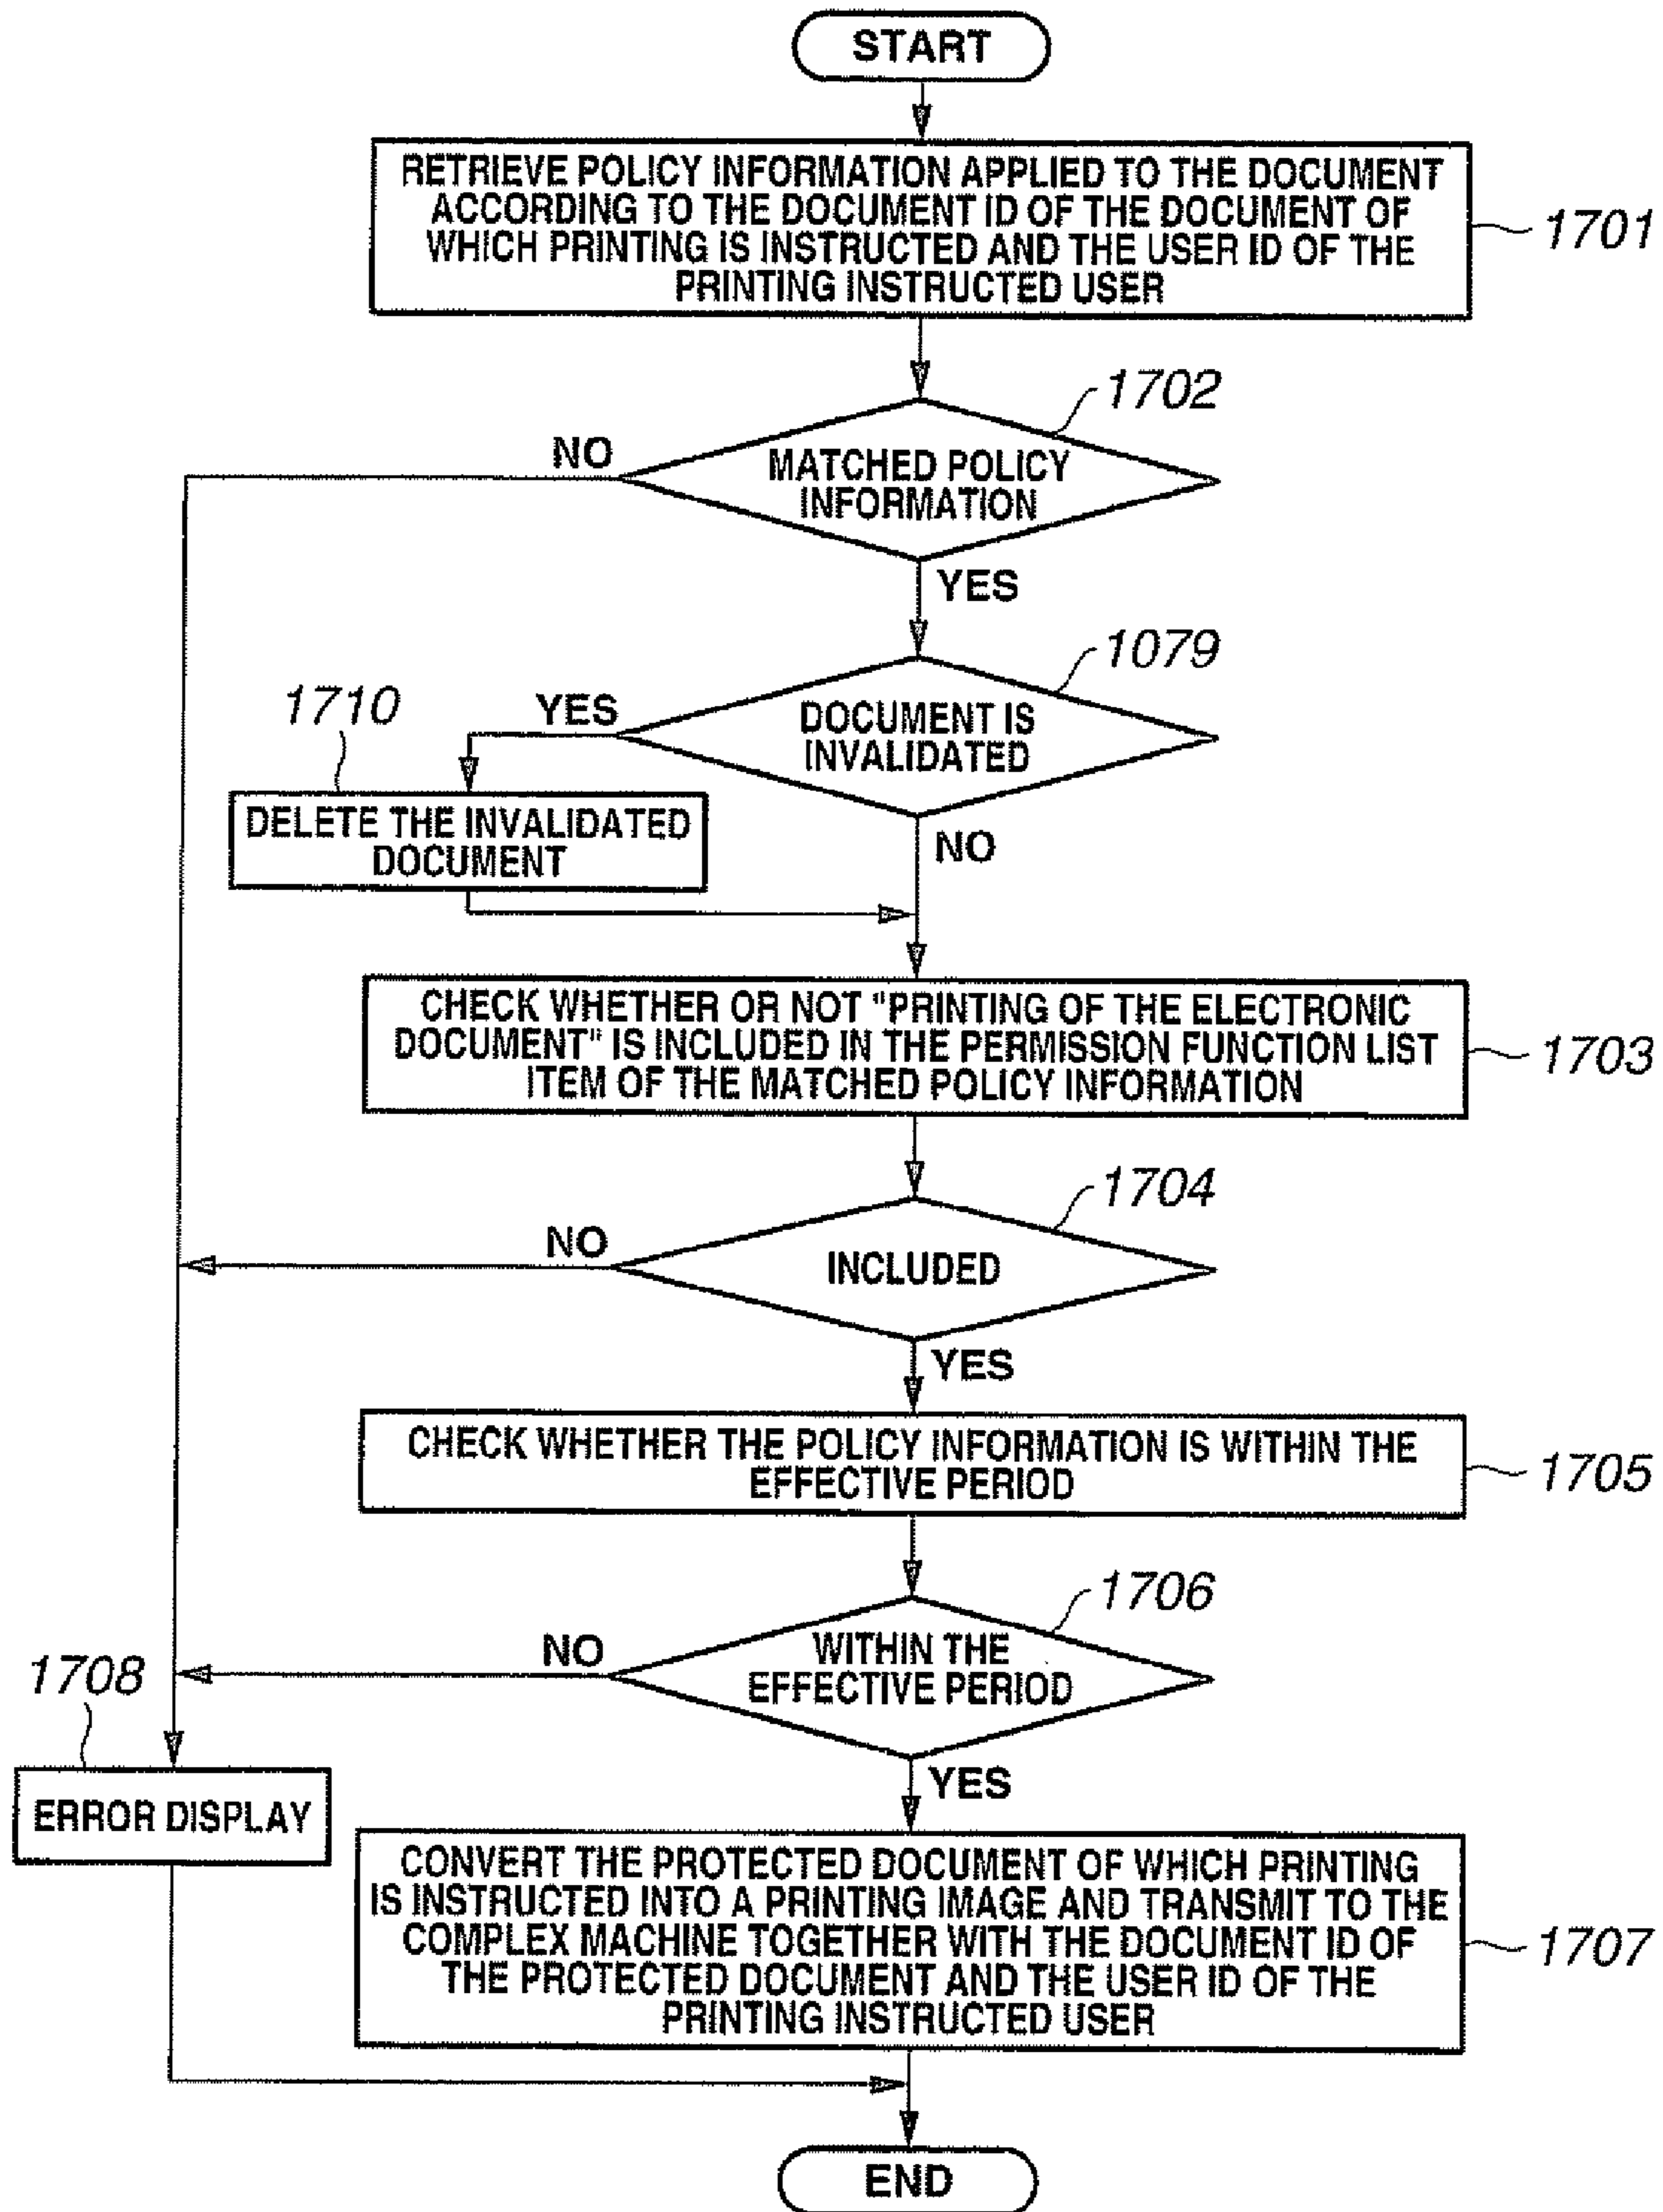 START
RETRIEVE POLICY INFORMATION APPLIED TO THE DOCUMENT
ACCORDING TO THE DOCUMENT ID OF THE DOCUMENT OF
WHICH PRINTING IS INSTRUCTED AND THE USER ID OF THE
PRINTING INSTRUCTED USER
1701
1702
NO
MATCHED POLICY
INFORMATION
YES
1079
1710
YES
DOCUMENT IS
INVALIDATED
DELETE THE INVALIDATED
DOCUMENT
NO
CHECK WHETHER OR NOT "PRINTING OF THE ELECTRONIC
DOCUMENT" IS INCLUDED IN THE PERMISSION FUNCTION LIST
ITEM OF THE MATCHED POLICY INFORMATION
1703
1704
NO
INCLUDED
YES
CHECK WHETHER THE POLICY INFORMATION IS WITHIN THE
EFFECTIVE PERIOD
1705
1706
NO
WITHIN THE
EFFECTIVE PERIOD
1708
YES
ERROR DISPLAY
CONVERT THE PROTECTED DOCUMENT OF WHICH PRINTING
IS INSTRUCTED INTO A PRINTING IMAGE AND TRANSMIT TO THE
COMPLEX MACHINE TOGETHER WITH THE DOCUMENT ID OF
THE PROTECTED DOCUMENT AND THE USER ID OF THE
PRINTING INSTRUCTED USER
1707
END